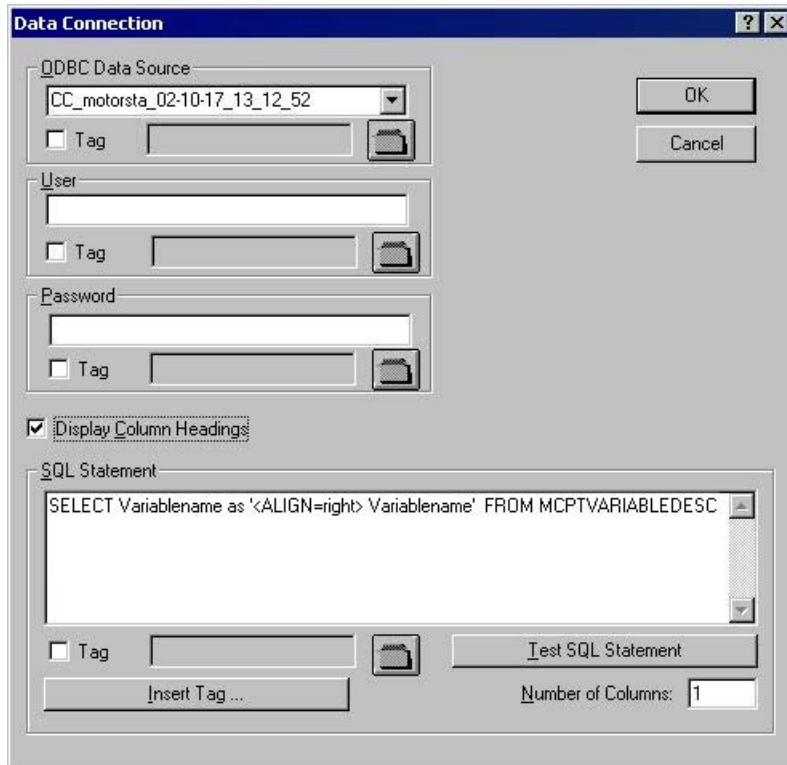 Data Connection
ODBC Data Source
CC_motorsta_02-10-17_13_12_52
OK
Tag
Cancel
User
Tag
Password
Tag
Display Column Headings
SQL Statement
SELECT Variablename as '<ALIGN=right> Variablename'  FROM MCPTVARIABLEDESC
Tag
Test SQL Statement
Insert Tag ...
Number of Columns: 1